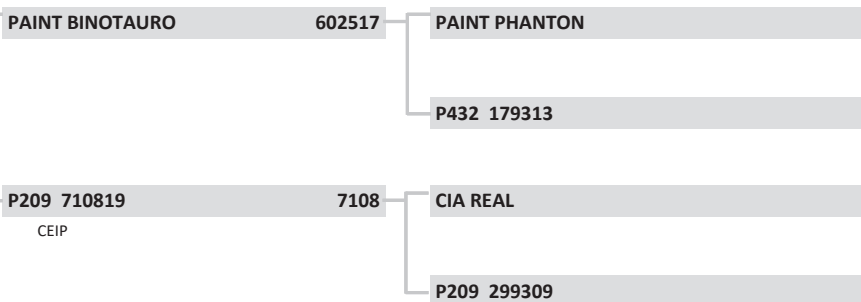 PAINT BINOTAURO 602517 PAINT PHANTON
P432 179313
P209 710819 7108 CIA REAL
CEIP
P209 299309